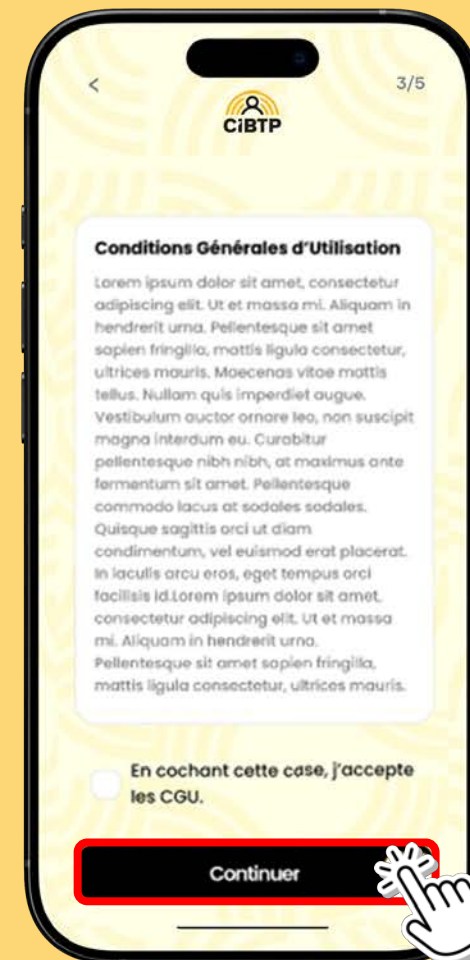 <
3/5
CiBTP
Conditions Générales d'Utilisation
Lorem ipsum dolor sit amet, consectetur
adipiscing elit. Ut et massa mi. Aliquam in
hendrerit urna. Pellentesque sit amet
sapien fringilla, mattis ligula consectetur,
ultrices mauris. Maecenas vitae mattis
tellus. Nullam quis imperdiet augue.
Vestibulum auctor ornare leo, non suscipit
magna interdum eu. Curabitur
pellentesque nibh nibh, at maximus ante
fermentum sit amet. Pellentesque
commodo lacus at sodales sodales.
Quisque sagittis orci ut diam
condimentum, vel euismod erat placerat.
In iaculis arcu eros, eget tempus orci
facilisis id.Lorem ipsum dolor sit amet,
consectetur adipiscing elit. Ut et massa
mi. Aliquam in hendrerit urna.
Pellentesque sit amet sapien fringilla,
mattis ligula consectetur, ultrices mauris.
En cochant cette case, j'accepte
les CGU.
Continuer